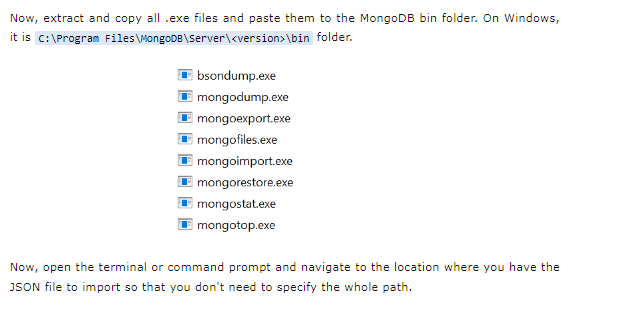 Now, extract and copy all .exe files and paste them to the MongoDB bin folder. On Windows,
it is C:\Program Files\MongoDB\Server\<version>\bin folder.
bsondump.exe
mongodump.exe
mongoexport.exe
mongofiles.exe
mongoimport.exe
mongorestore.exe
mongostat.exe
mongotop.exe
Now, open the terminal or command prompt and navigate to the location where you have the
JSON file to import so that you don't need to specify the whole path.